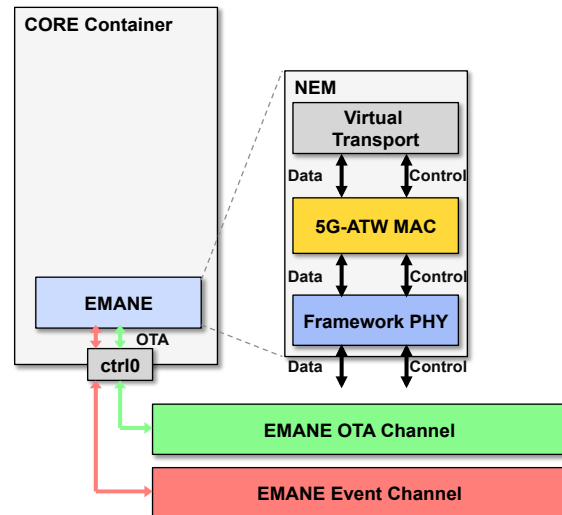 CORE Container
NEM
Virtual
Transport
Data
Control
5G-ATW MAC
Data
Control
EMANE
Framework PHY
OTA
ctrl0
Data
Control
EMANE OTA Channel
EMANE Event Channel